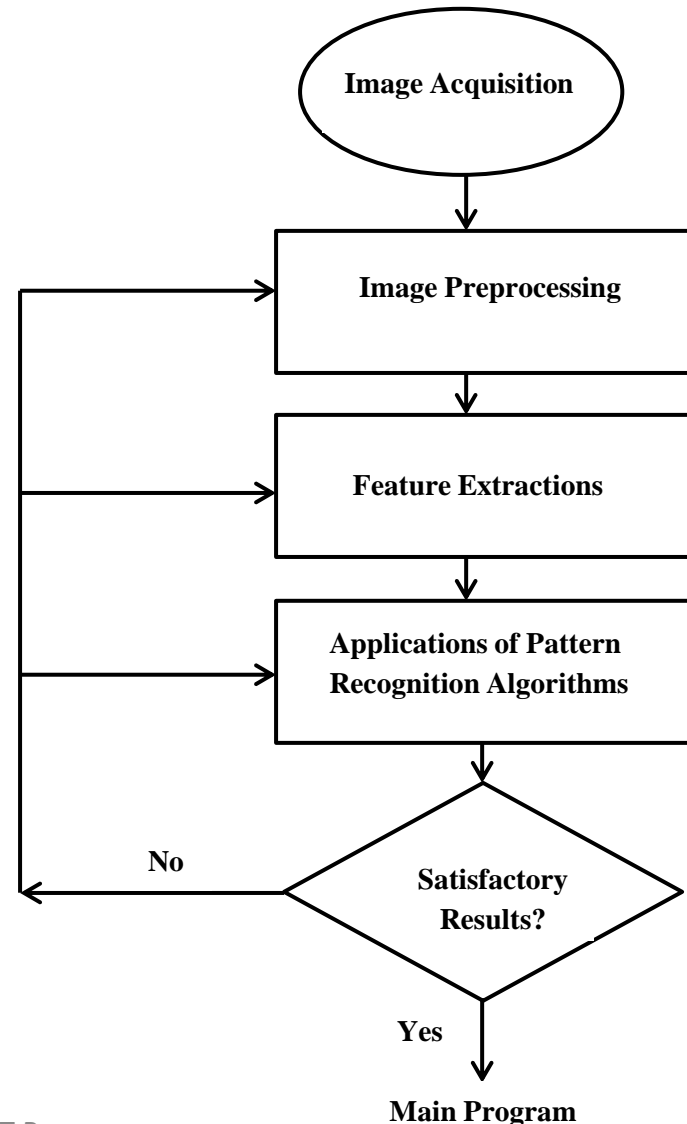 Image Acquisition
Image Preprocessing
Feature Extractions
Applications of Pattern
Recognition Algorithms
No
Satisfactory
Results?
Yes
Main Program